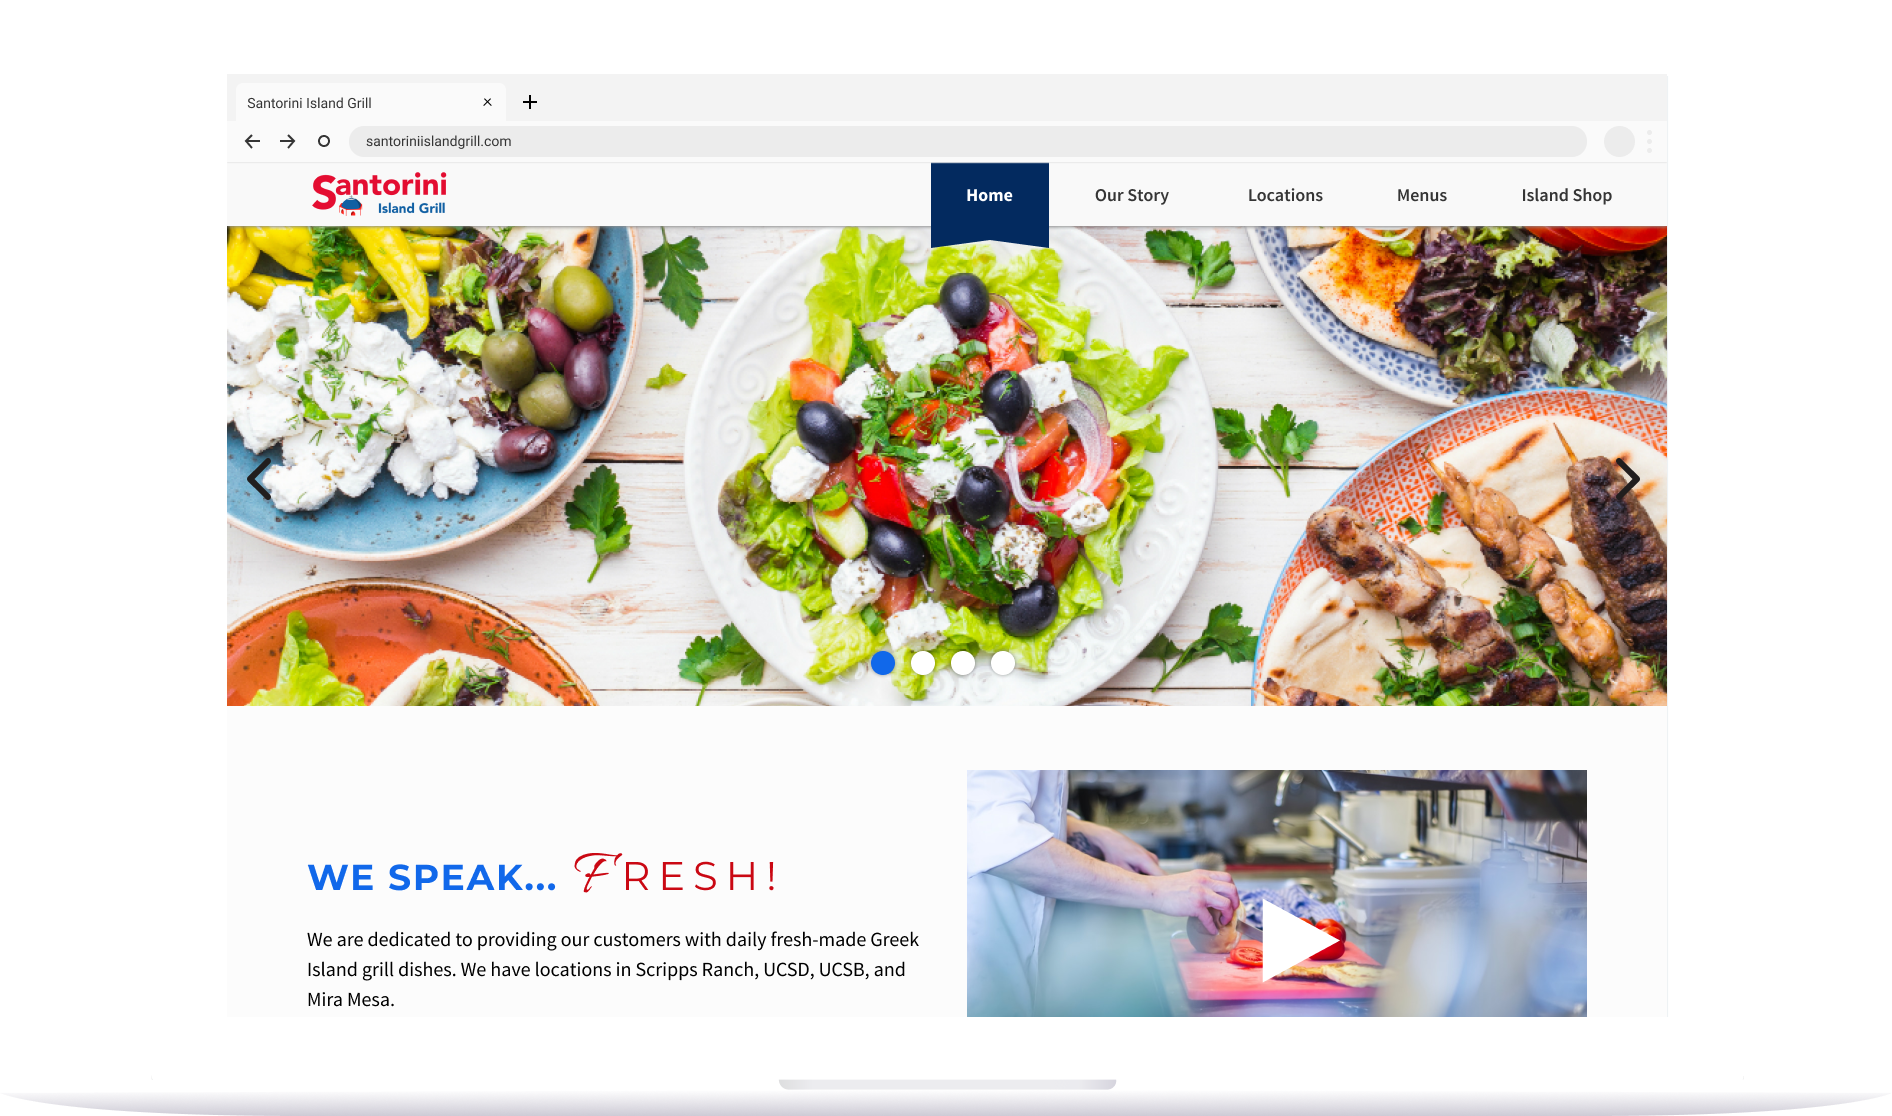 Santorini Island Grill
santoriniislandgrill.com
Santorini
Island Grill
Home
Our Story
Locations
Menus
Island Shop
WE SPEAK... FRESH!
We are dedicated to providing our customers with daily fresh-made Greek
Island grill dishes. We have locations in Scripps Ranch, UCSD, UCSB, and
Mira Mesa.